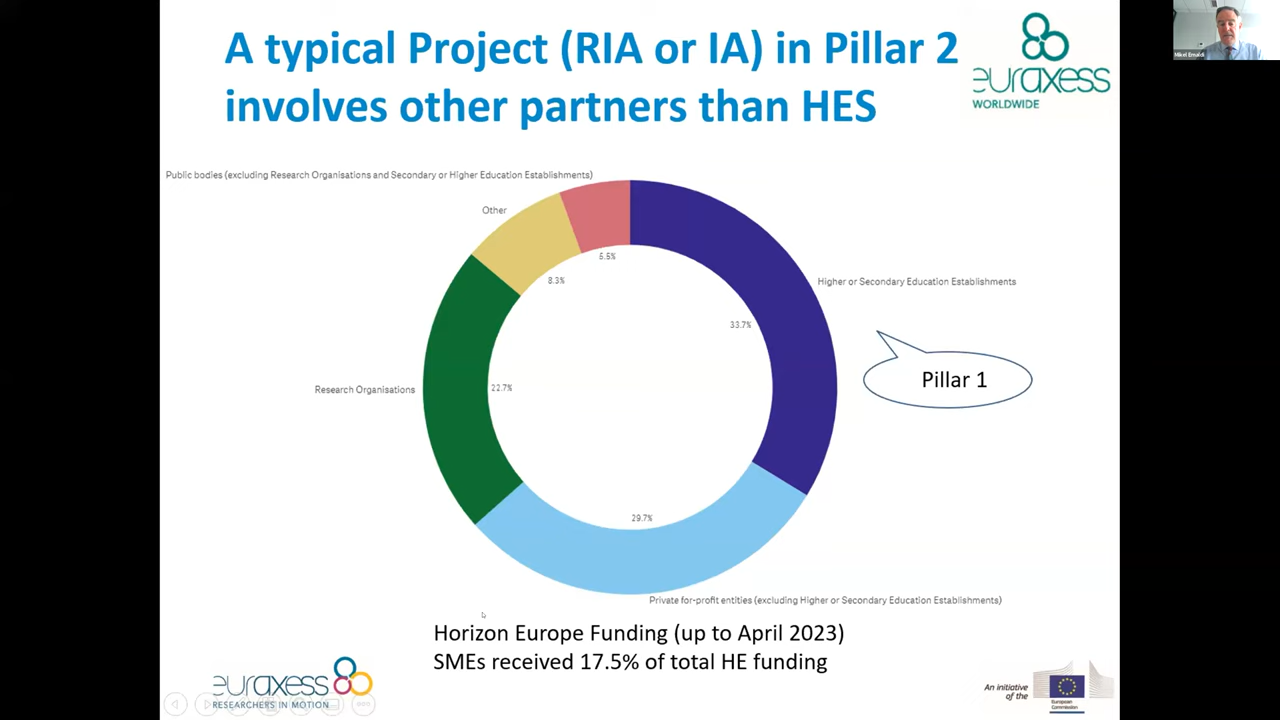 A typical Project (RIA or IA) in Pillar 2
involves other partners than HES
euraxess
WORLDWIDE
Public bodies (excluding Research Organisations and Secondary or Higher Education Establishments)
Other
5.5%
8.3%
Higher or Secondary Education Establishments
33.7%
Pillar 1
Research Organisations
22.7%
29.7%
Private for-profit entities (excluding Higher or Secondary Education Establishments)
Horizon Europe Funding (up to April 2023)
SMEs received 17.5% of total HE funding
euraxess
RESEARCHERS IN MOTION
An initiative
of the
European
Commission